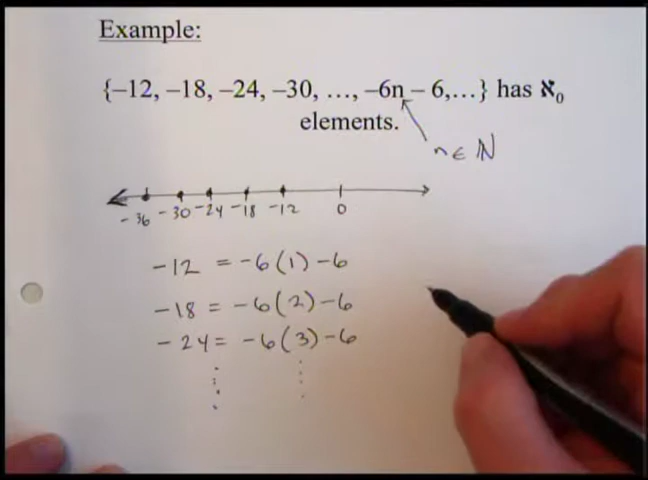 Example:
{–12, –18, –24, –30, …, –6n – 6,…} has ℵ₀
elements.
n ∈ ℕ
-36 -30 -24 -18 -12 0
-12 = -6(1)-6
-18 = -6(2)-6
-24 = -6(3)-6